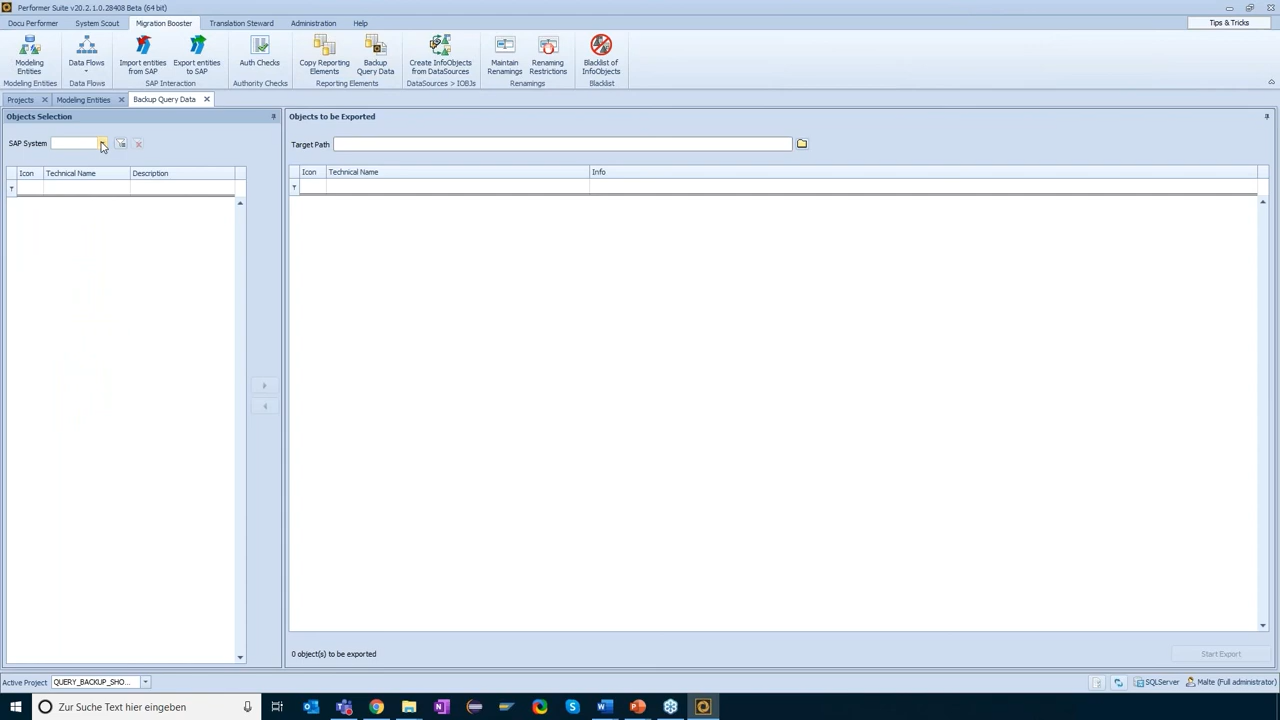 Performer Suite v20.2.1.0.28408 Beta (64 bit)
Docu Performer System Scout Migration Booster Translation Steward Administration Help Tips & Tricks
Modeling Entities
Data Flows
Import entities from SAP
Export entities to SAP
Auth Checks
Copy Reporting Elements
Backup Query Data
Create InfoObjects from DataSources
Maintain Renamings
Renaming Restrictions
Blacklist of InfoObjects
Modeling Entities Data Flows SAP Interaction Authority Checks Reporting Elements DataSources > IOBJs Renamings Blacklist
Projects Modeling Entities Backup Query Data
Objects Selection
SAP System
Icon Technical Name Description
Objects to be Exported
Target Path
Icon Technical Name Info
0 object(s) to be exported Start Export
Active Project QUERY_BACKUP_SHO... SQLServer Malte (Full administrator)
Zur Suche Text hier eingeben